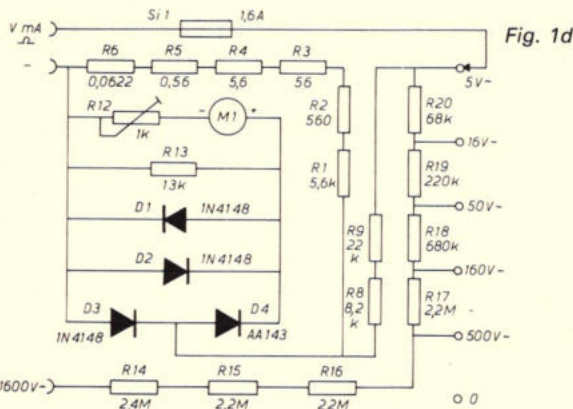 V mA
Ω
Si 1
1,6A
Fig. 1d
-
R6
0,0622
R5
0,56
R4
5,6
R3
56
5V~
R12
1k
-
M1
+
R2
560
R20
68k
16V~
R13
13k
R1
5,6k
R19
220k
50V~
D1
1N4148
R9
22
k
R18
680k
D2
1N4148
160V~
D3
1N4148
D4
AA143
R8
8,2
k
R17
2,2M
500V~
1600V~
R14
2.4M
R15
2.2M
R16
2.2M
0